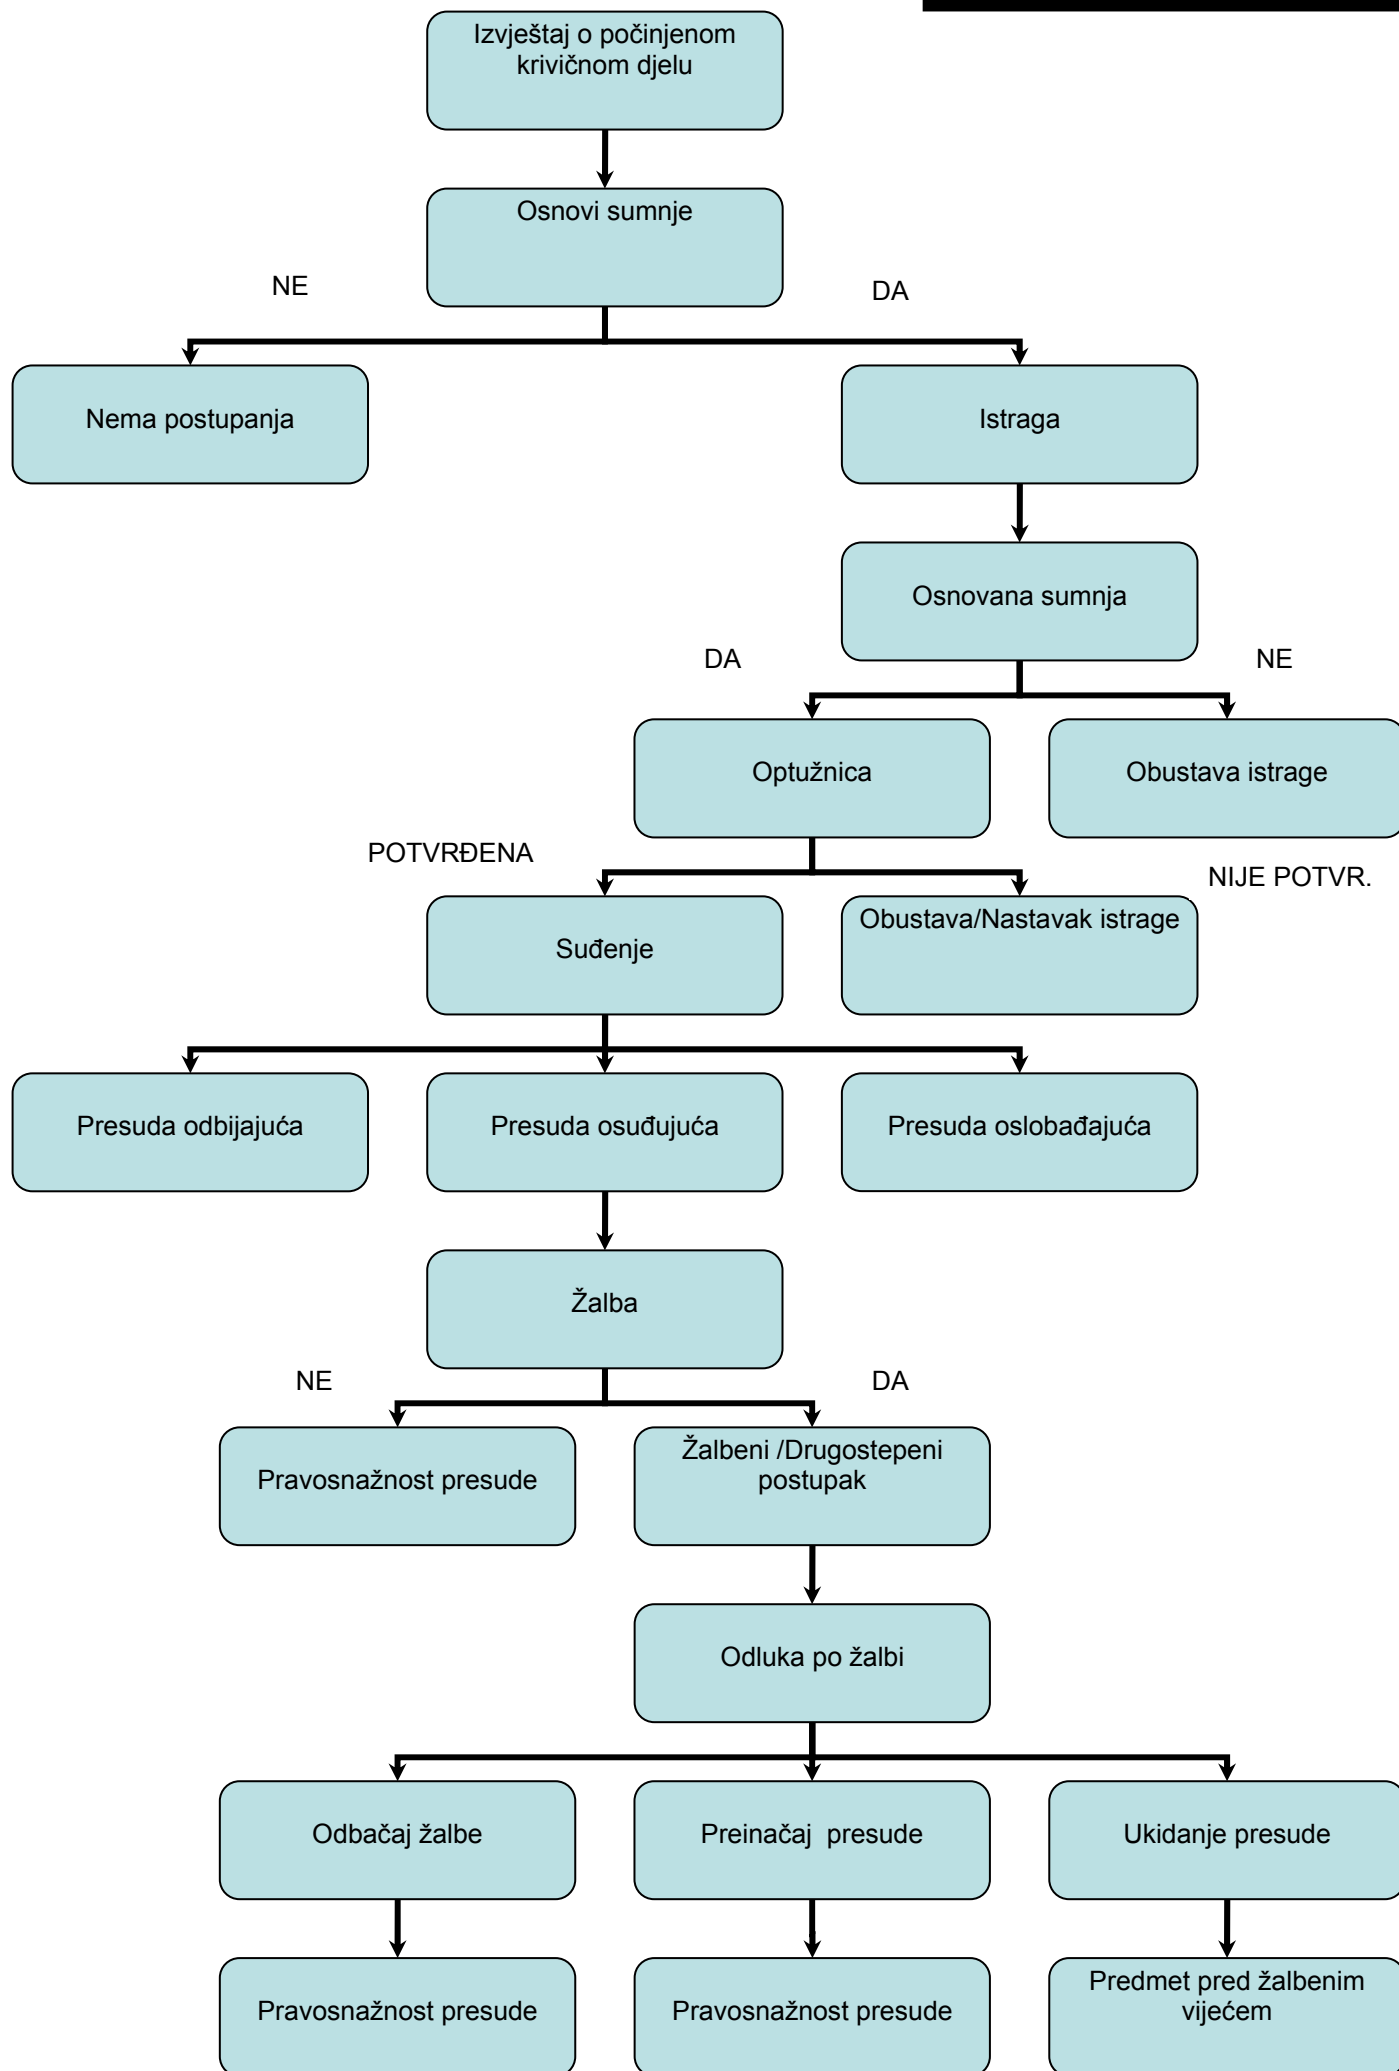 Izvještaj o počinjenom
krivičnom djelu
Osnovi sumnje
NE
DA
Nema postupanja
Istraga
Osnovana sumnja
DA
NE
Optužnica
Obustava istrage
POTVRĐENA
NIJE POTVR.
Suđenje
Obustava/Nastavak istrage
Presuda odbijajuća
Presuda osuđujuća
Presuda oslobađajuća
Žalba
NE
DA
Pravosnažnost presude
Žalbeni /Drugostepeni
postupak
Odluka po žalbi
Odbačaj žalbe
Preinačaj  presude
Ukidanje presude
Pravosnažnost presude
Pravosnažnost presude
Predmet pred žalbenim
vijećem